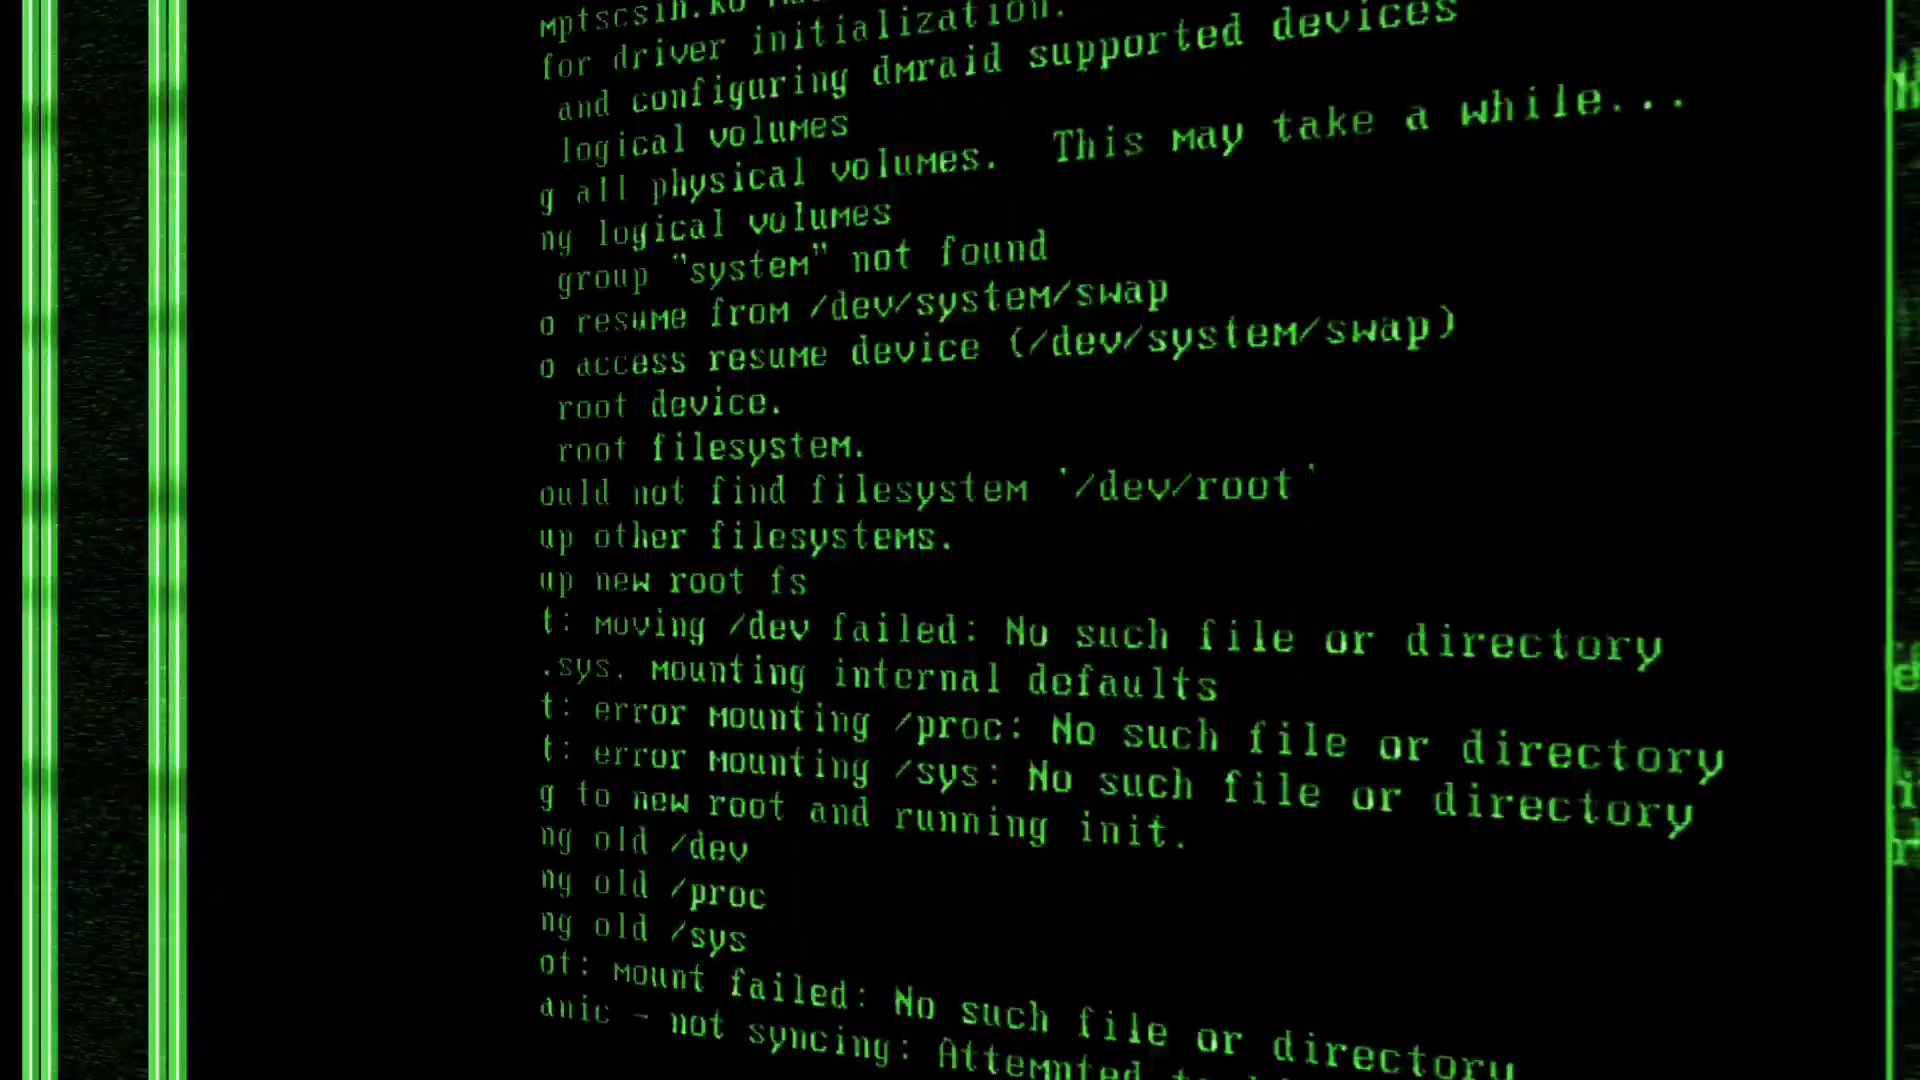 mptscsih.ko
for driver initialization.
and configuring dmraid supported devices
logical volumes
g all physical volumes.  This may take a while...
ng logical volumes
group "system" not found
o resume from /dev/system/swap
o access resume device (/dev/system/swap)
root device.
root filesystem.
ould not find filesystem '/dev/root'
up other filesystems.
up new root fs
t: moving /dev failed: No such file or directory
.sys, mounting internal defaults
t: error mounting /proc: No such file or directory
t: error mounting /sys: No such file or directory
g to new root and running init.
ng old /dev
ng old /proc
ng old /sys
ot: mount failed: No such file or directory
anic - not syncing: Attempted